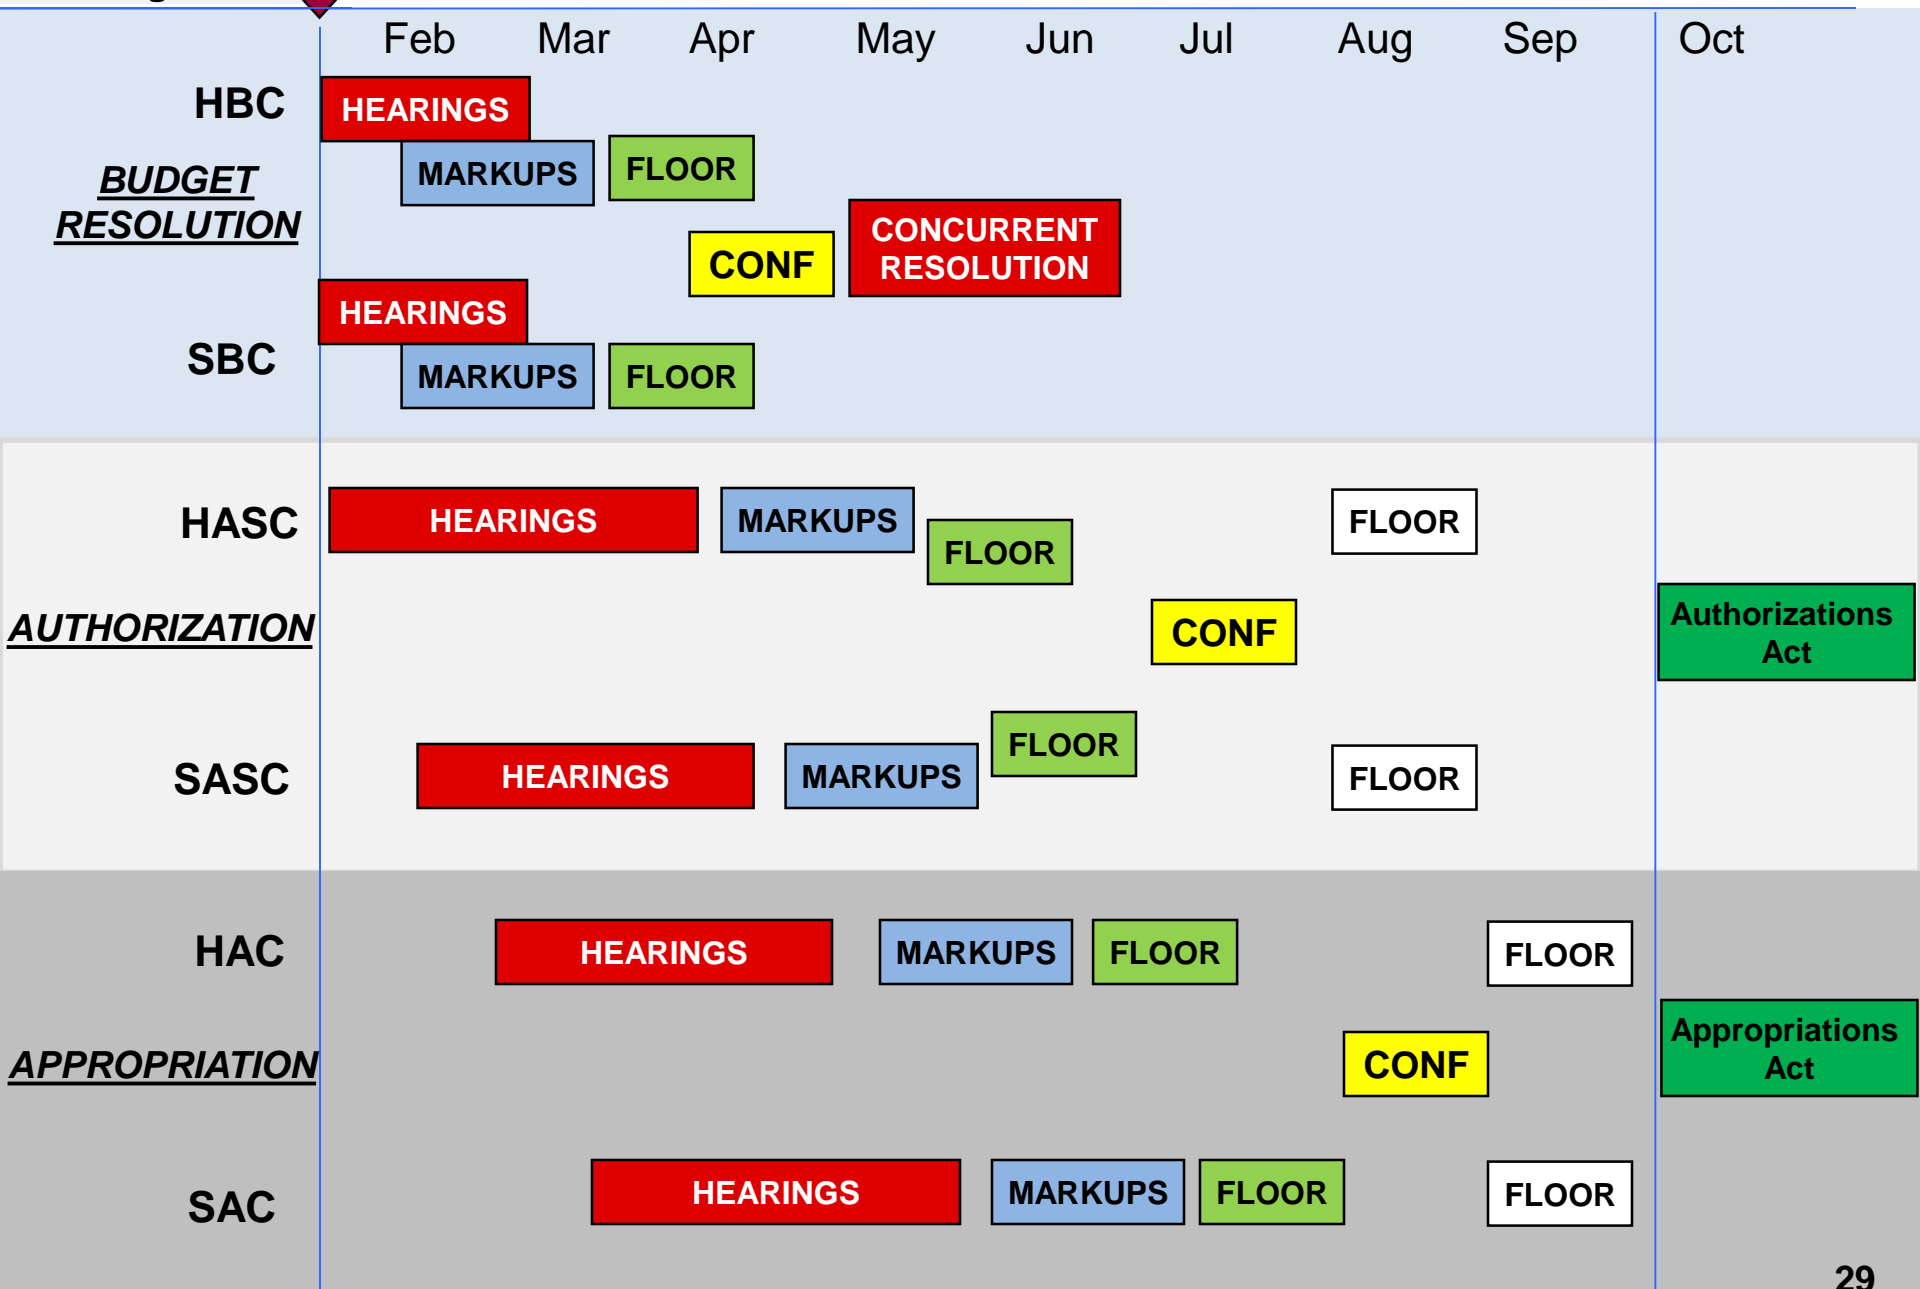 Feb Mar Apr May Jun Jul Aug Sep Oct
HBC
HEARINGS
MARKUPS
FLOOR
BUDGET
RESOLUTION
CONF
CONCURRENT
RESOLUTION
HEARINGS
SBC
MARKUPS
FLOOR
HASC
HEARINGS
MARKUPS
FLOOR
FLOOR
AUTHORIZATION
CONF
Authorizations
Act
SASC
HEARINGS
MARKUPS
FLOOR
FLOOR
HAC
HEARINGS
MARKUPS
FLOOR
FLOOR
APPROPRIATION
CONF
Appropriations
Act
SAC
HEARINGS
MARKUPS
FLOOR
FLOOR
29